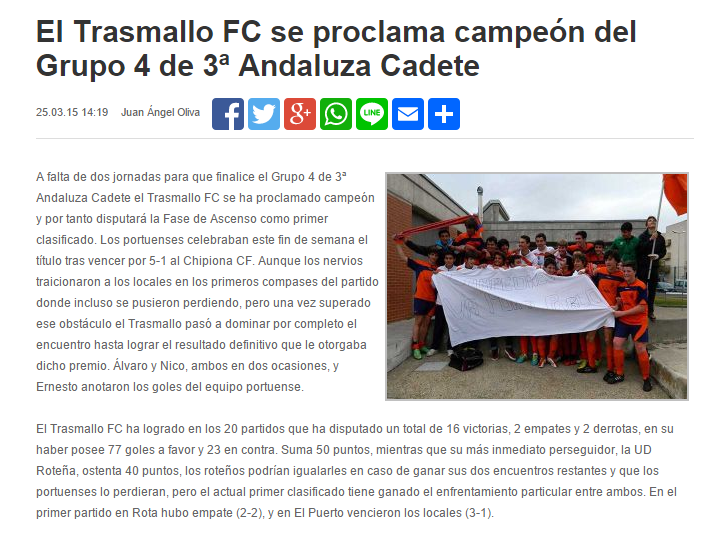 El Trasmallo FC se proclama campeón del
Grupo 4 de 3ª Andaluza Cadete
25.03.15 14:19 Juan Ángel Oliva
A falta de dos jornadas para que finalice el Grupo 4 de 3ª
Andaluza Cadete el Trasmallo FC se ha proclamado campeón
y por tanto disputará la Fase de Ascenso como primer
clasificado. Los portuenses celebraban este fin de semana el
título tras vencer por 5-1 al Chipiona CF. Aunque los nervios
traicionaron a los locales en los primeros compases del partido
donde incluso se pusieron perdiendo, pero una vez superado
ese obstáculo el Trasmallo pasó a dominar por completo el
encuentro hasta lograr el resultado definitivo que le otorgaba
dicho premio. Álvaro y Nico, ambos en dos ocasiones, y
Ernesto anotaron los goles del equipo portuense.
El Trasmallo FC ha logrado en los 20 partidos que ha disputado un total de 16 victorias, 2 empates y 2 derrotas, en su
haber posee 77 goles a favor y 23 en contra. Suma 50 puntos, mientras que su más inmediato perseguidor, la UD
Roteña, ostenta 40 puntos, los roteños podrían igualarles en caso de ganar sus dos encuentros restantes y que los
portuenses lo perdieran, pero el actual primer clasificado tiene ganado el enfrentamiento particular entre ambos. En el
primer partido en Rota hubo empate (2-2), y en El Puerto vencieron los locales (3-1).